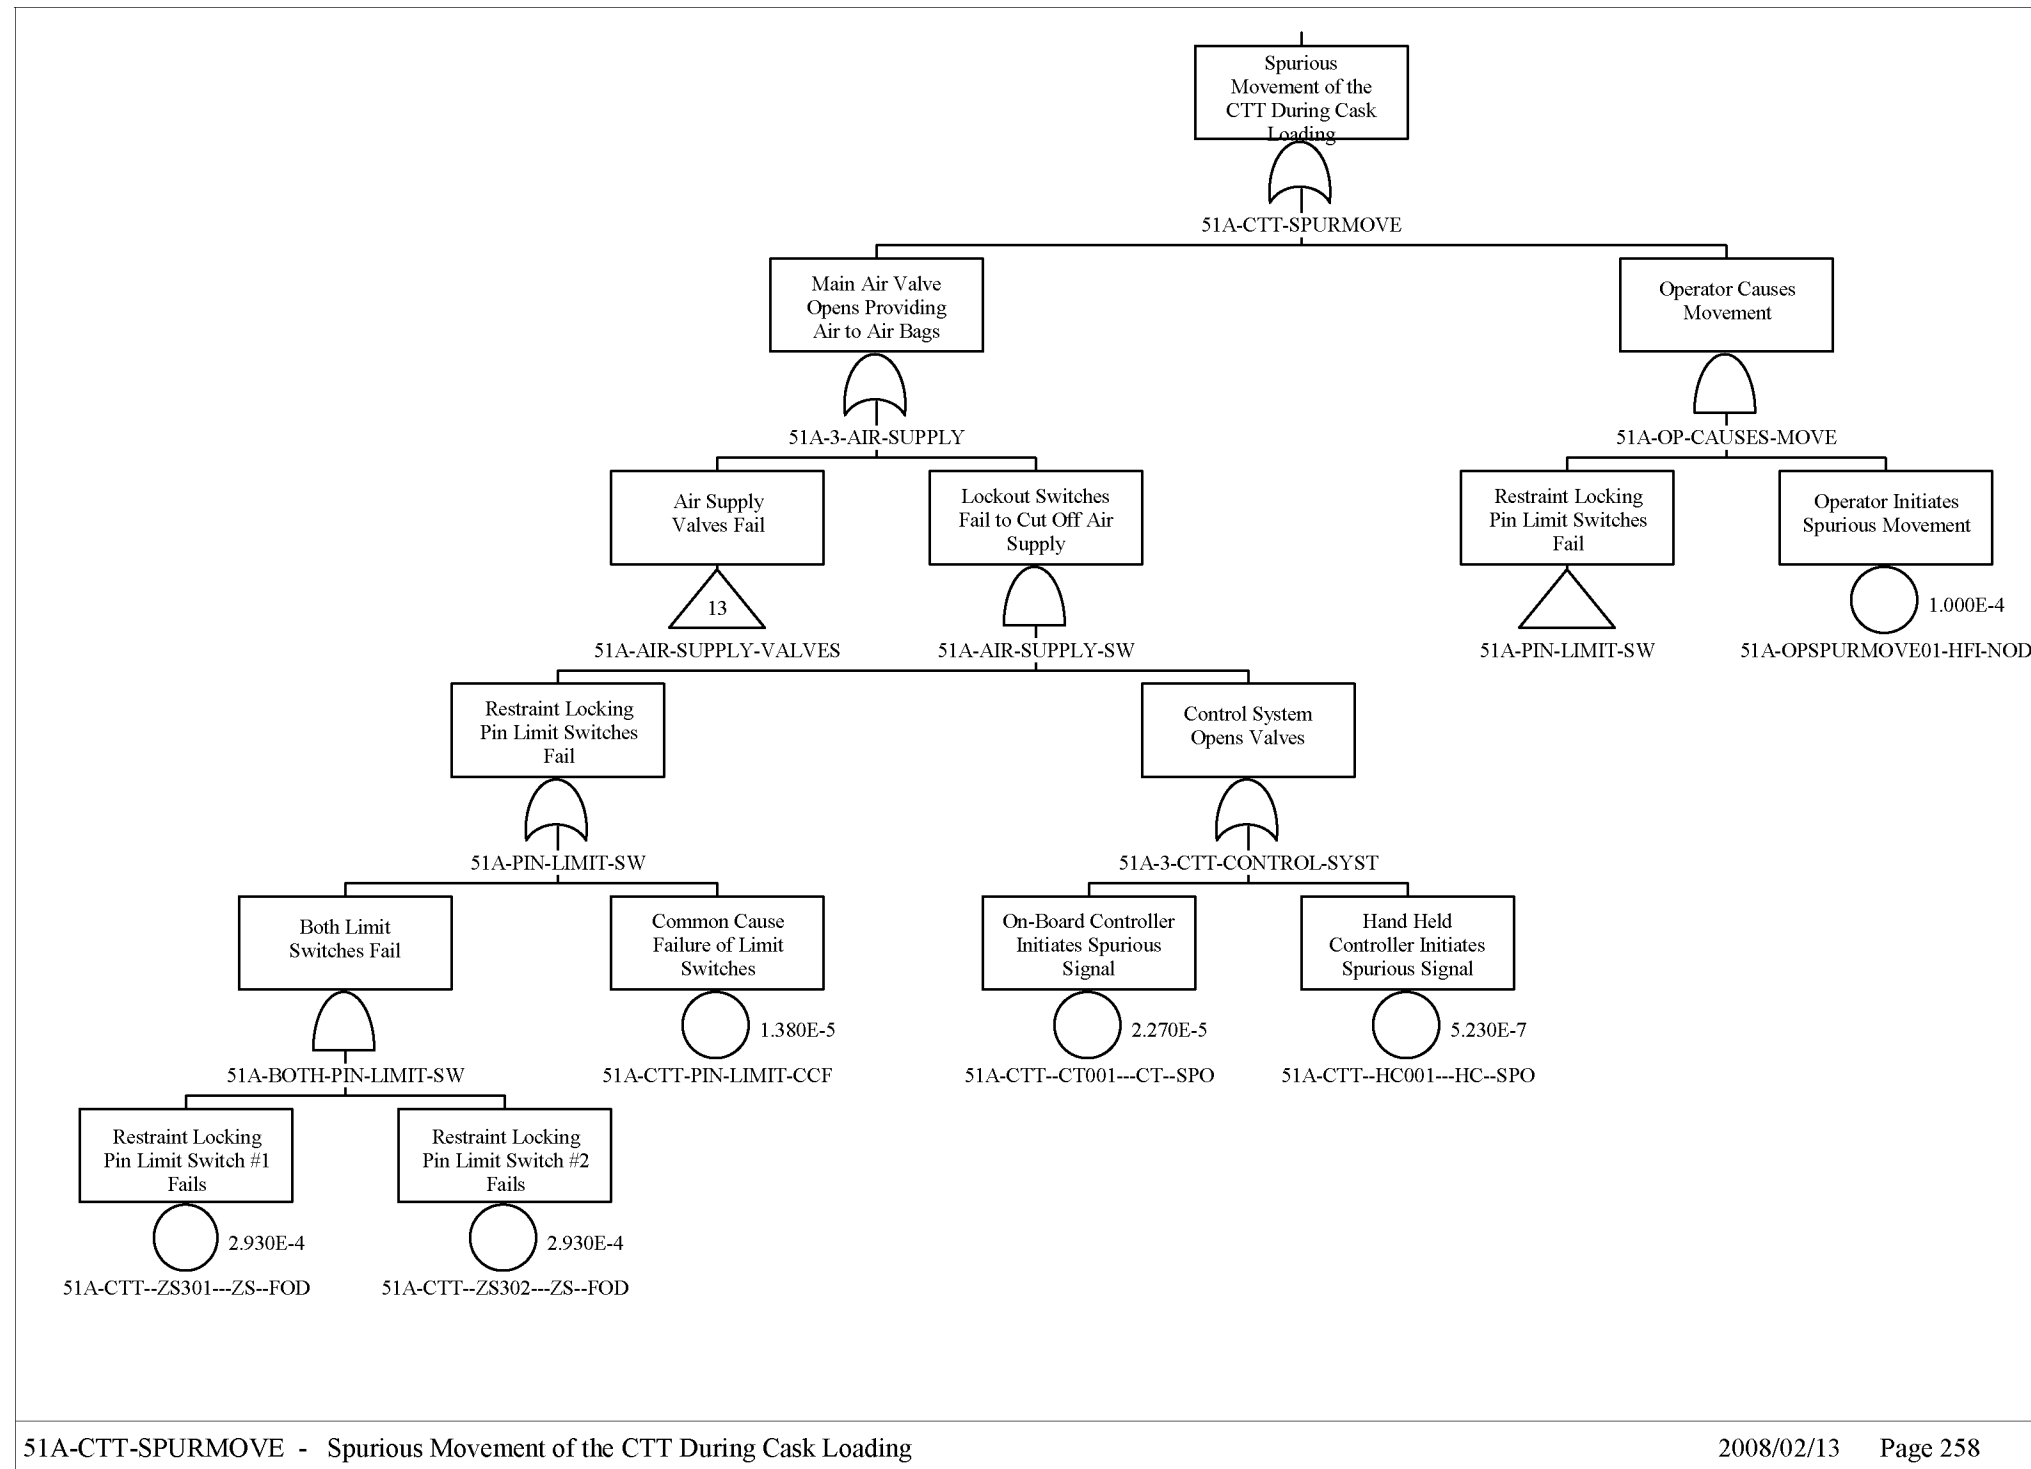 Spurious
Movement of the
CTT During Cask
Loading
51A-CTT-SPURMOVE
Main Air Valve
Opens Providing
Air to Air Bags
51A-3-AIR-SUPPLY
Operator Causes
Movement
51A-OP-CAUSES-MOVE
Air Supply
Valves Fail
13
51A-AIR-SUPPLY-VALVES
Lockout Switches
Fail to Cut Off Air
Supply
51A-AIR-SUPPLY-SW
Restraint Locking
Pin Limit Switches
Fail
51A-PIN-LIMIT-SW
Operator Initiates
Spurious Movement
1.000E-4
51A-OPSPURMOVE01-HFI-NOD
Restraint Locking
Pin Limit Switches
Fail
51A-PIN-LIMIT-SW
Control System
Opens Valves
51A-3-CTT-CONTROL-SYST
Both Limit
Switches Fail
51A-BOTH-PIN-LIMIT-SW
Common Cause
Failure of Limit
Switches
1.380E-5
51A-CTT-PIN-LIMIT-CCF
On-Board Controller
Initiates Spurious
Signal
2.270E-5
51A-CTT--CT001---CT--SPO
Hand Held
Controller Initiates
Spurious Signal
5.230E-7
51A-CTT--HC001---HC--SPO
Restraint Locking
Pin Limit Switch #1
Fails
2.930E-4
51A-CTT--ZS301---ZS--FOD
Restraint Locking
Pin Limit Switch #2
Fails
2.930E-4
51A-CTT--ZS302---ZS--FOD
51A-CTT-SPURMOVE - Spurious Movement of the CTT During Cask Loading
2008/02/13 Page 258